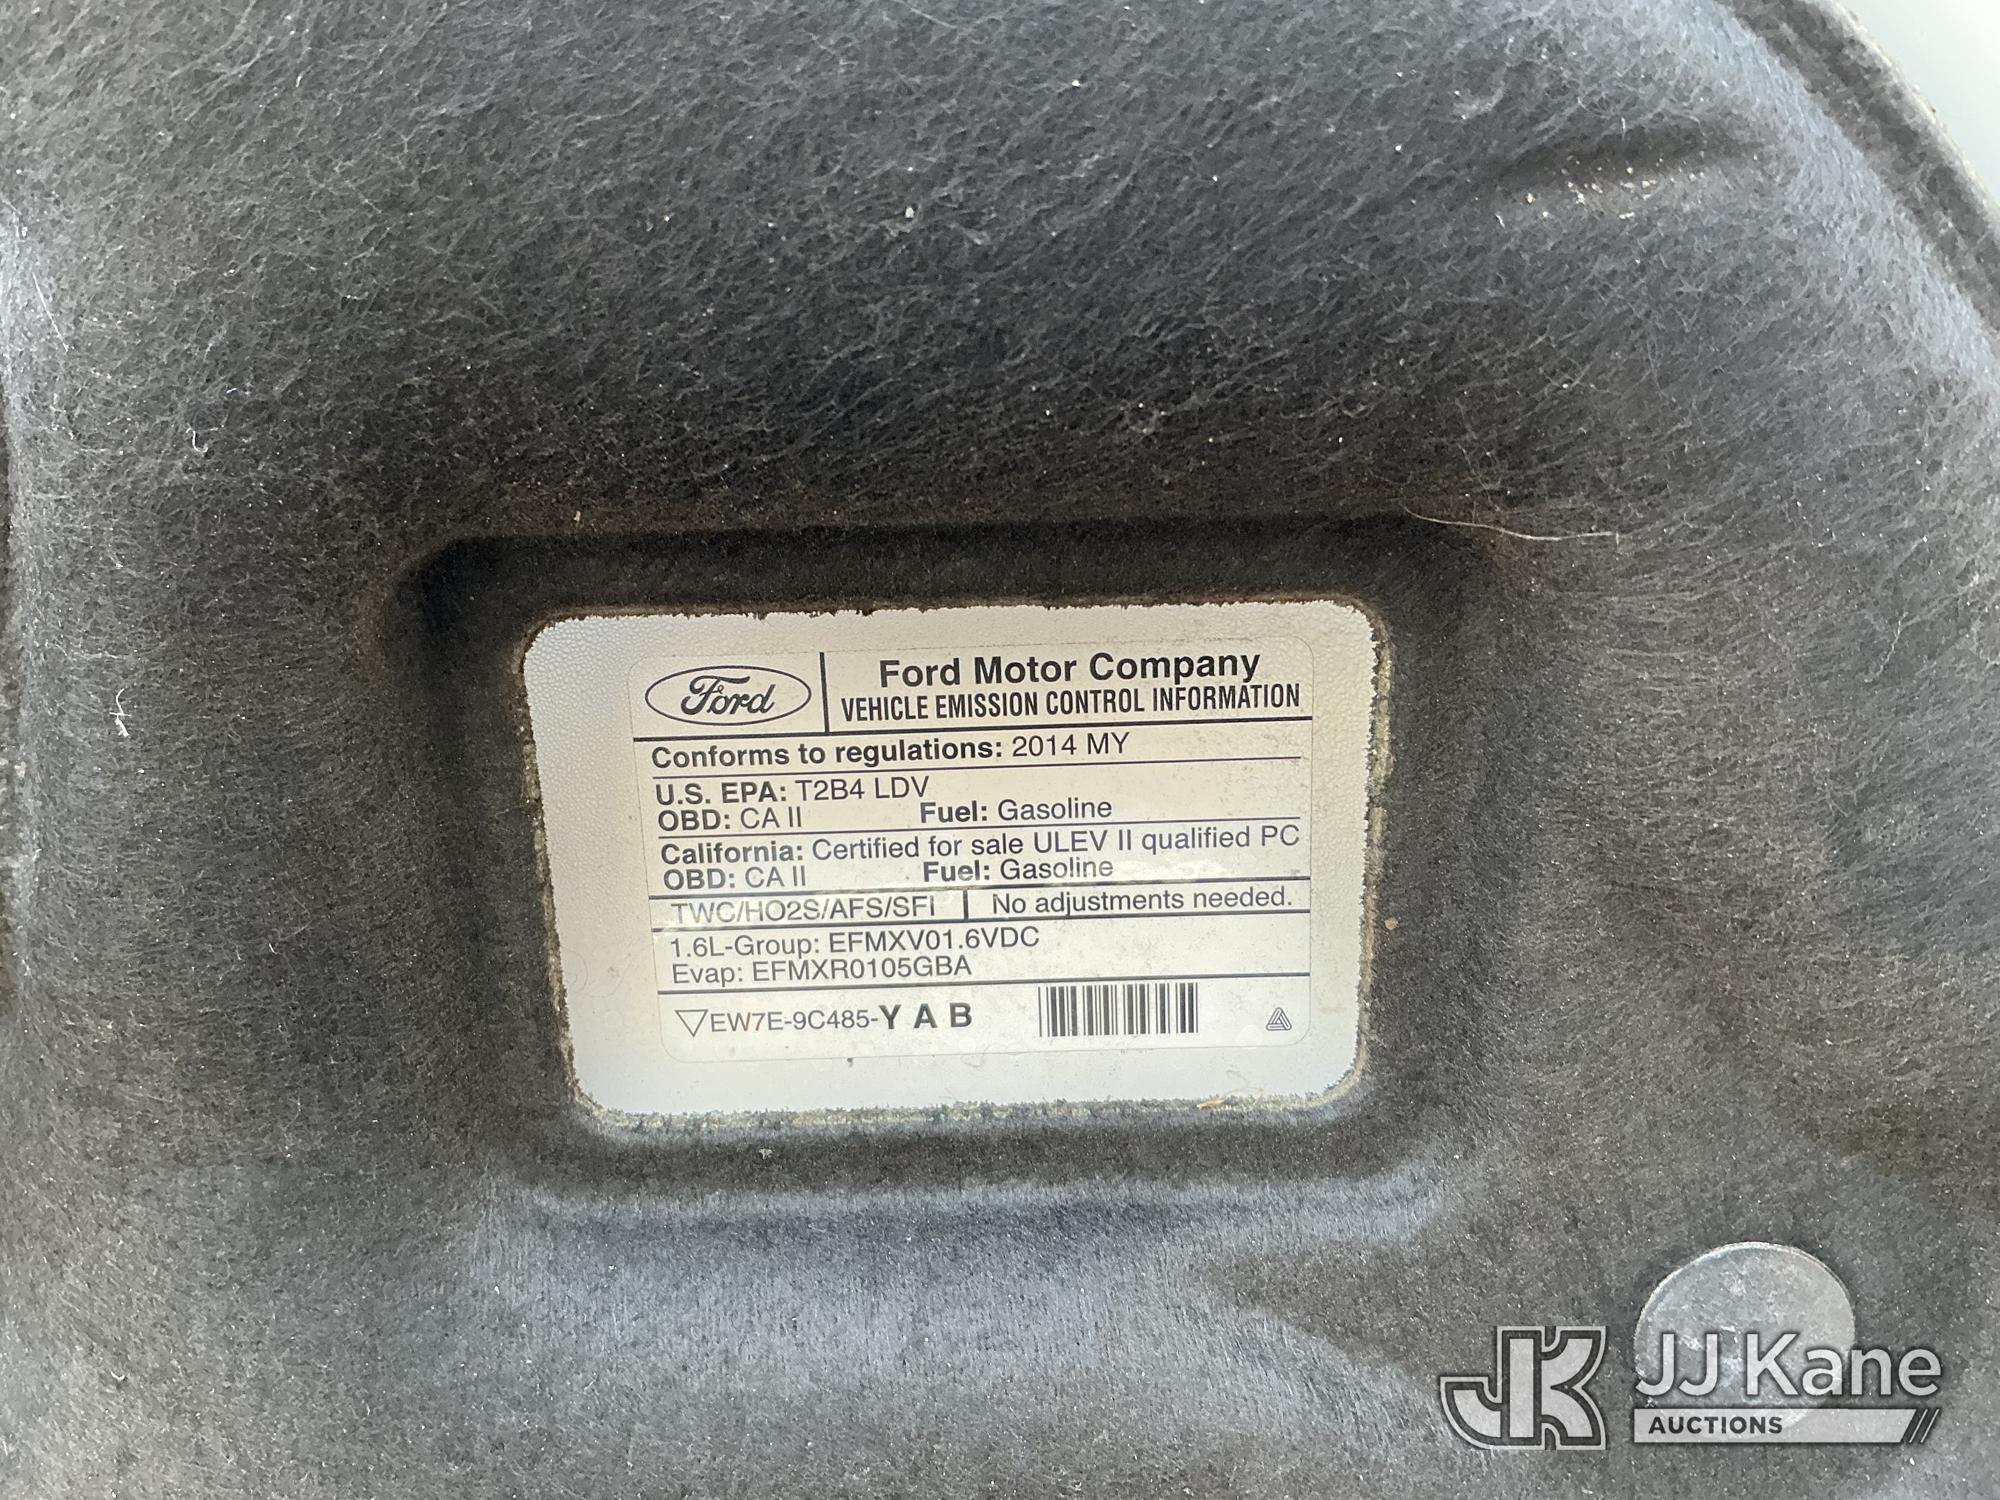 Ford
Ford Motor Company
VEHICLE EMISSION CONTROL INFORMATION
Conforms to regulations: 2014 MY
U.S. EPA: T2B4 LDV
OBD: CA II Fuel: Gasoline
California: Certified for sale ULEV II qualified PC
OBD: CA II Fuel: Gasoline
TWC/HO2S/AFS/SFI No adjustments needed.
1.6L-Group: EFMXV01.6VDC
Evap: EFMXR0105GBA
EW7E-9C485-Y A B
JK JJ Kane
AUCTIONS